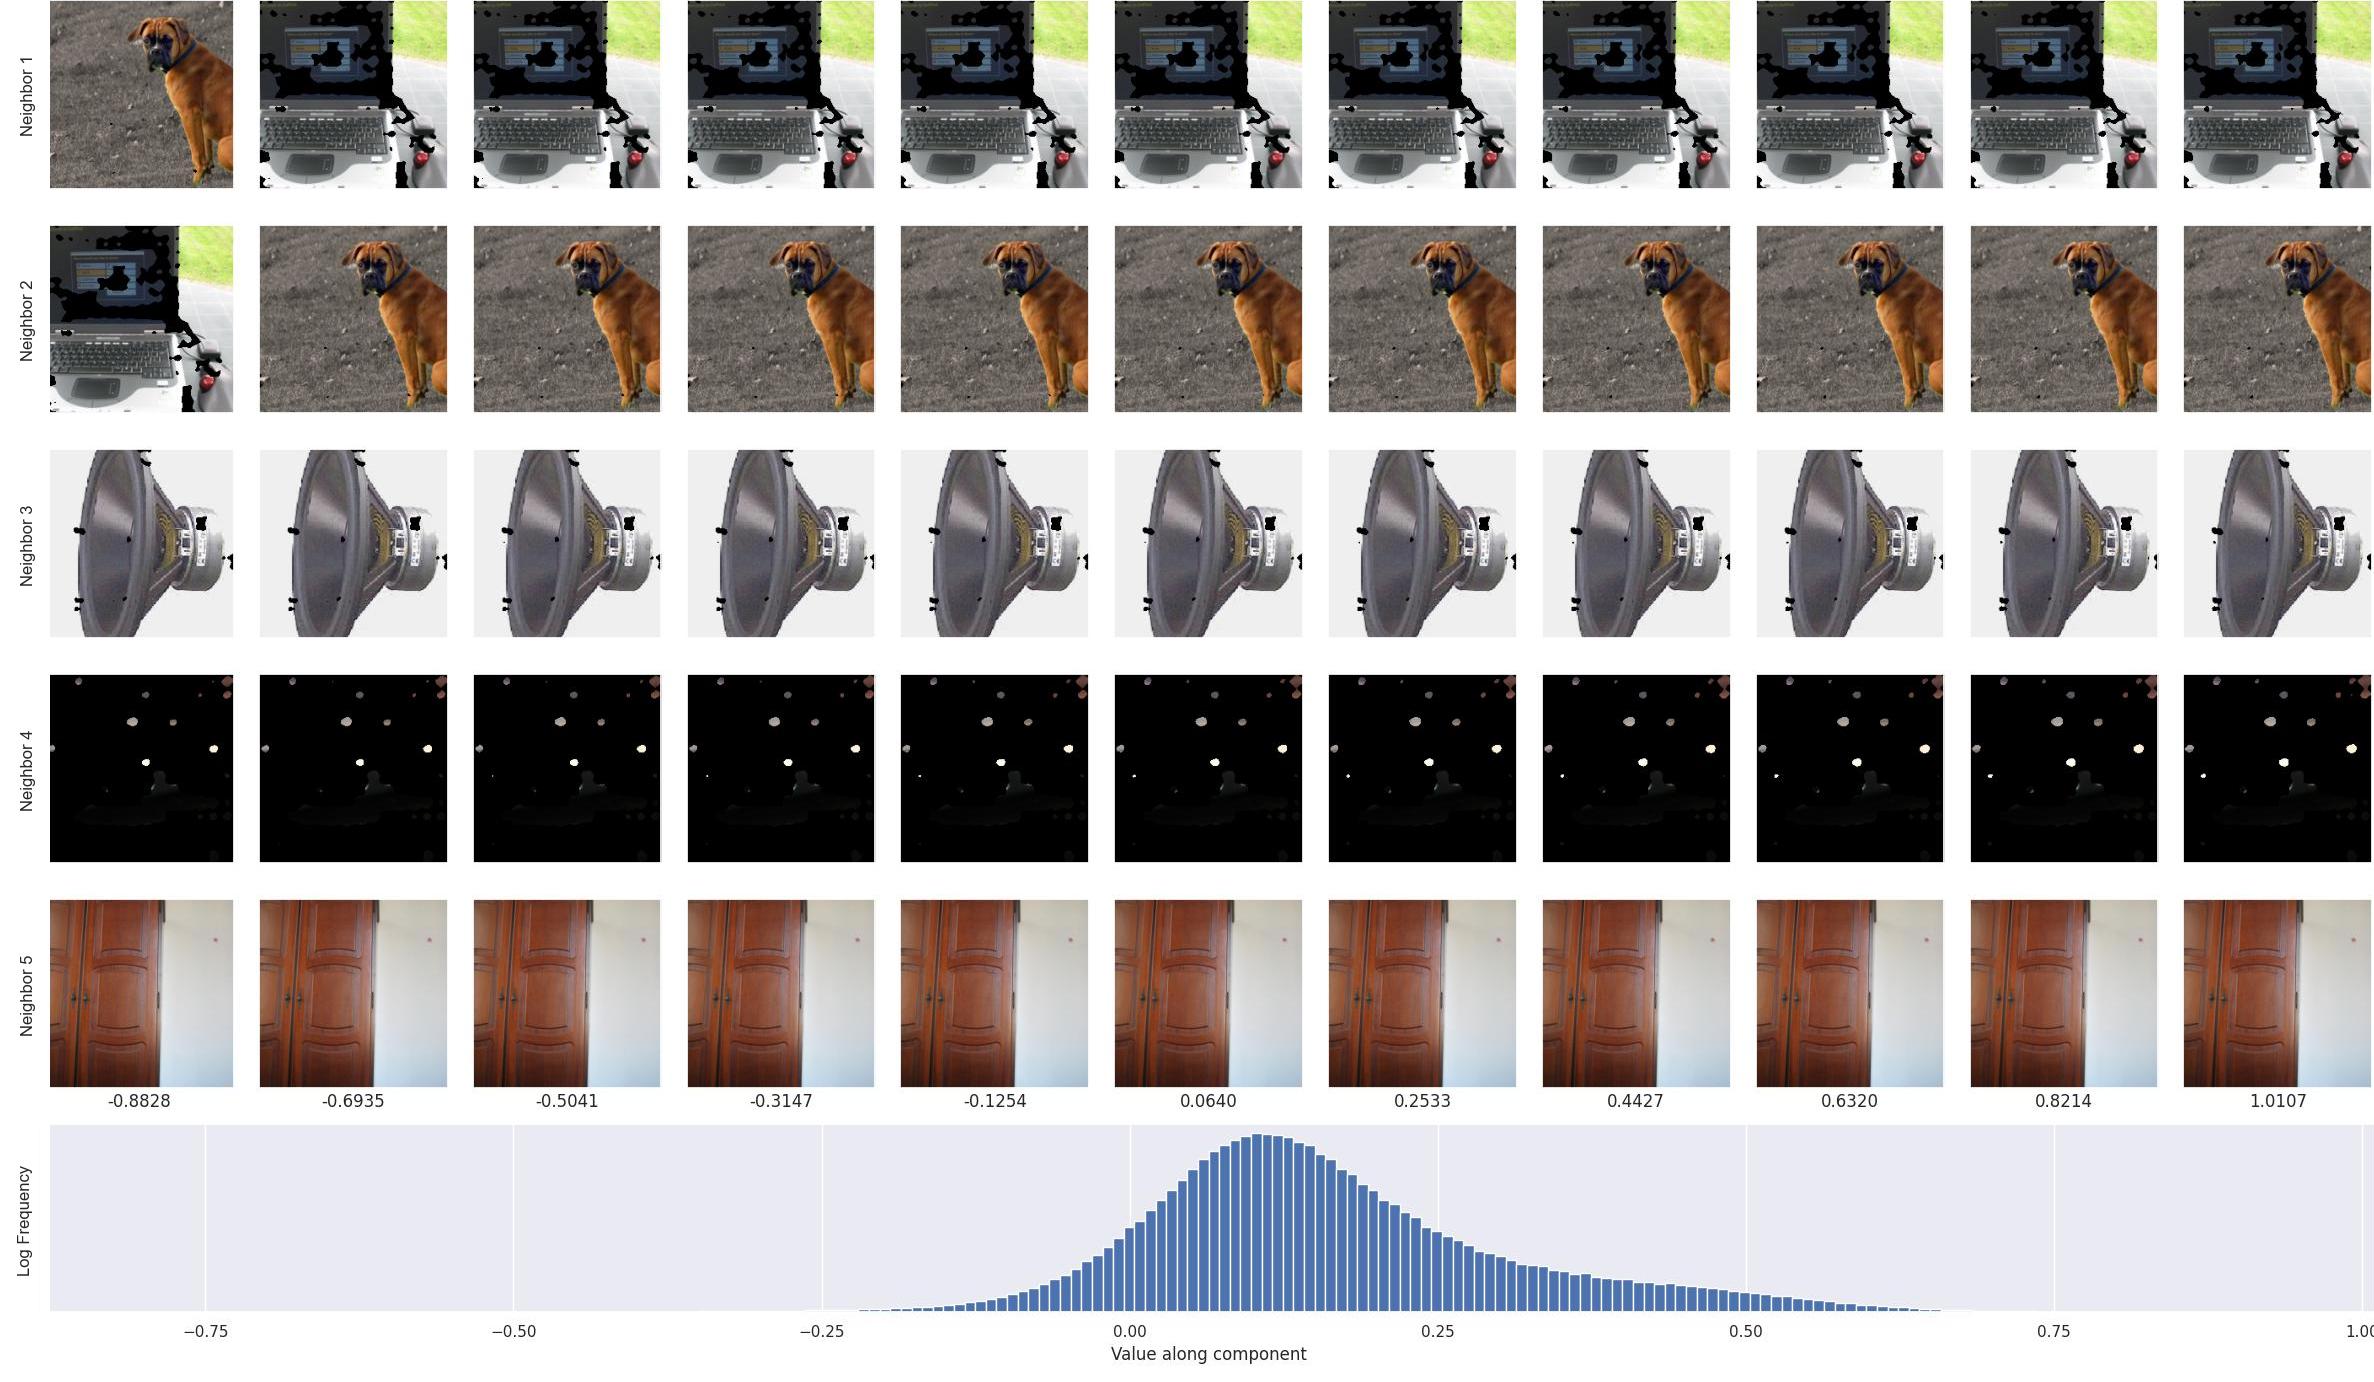 Neighbor 1
Neighbor 2
Neighbor 3
Neighbor 4
Neighbor 5
-0.8828 -0.6935 -0.5041 -0.3147 -0.1254 0.0640 0.2533 0.4427 0.6320 0.8214 1.0107
Log Frequency
−0.75 −0.50 −0.25 0.00 0.25 0.50 0.75 1.00
Value along component